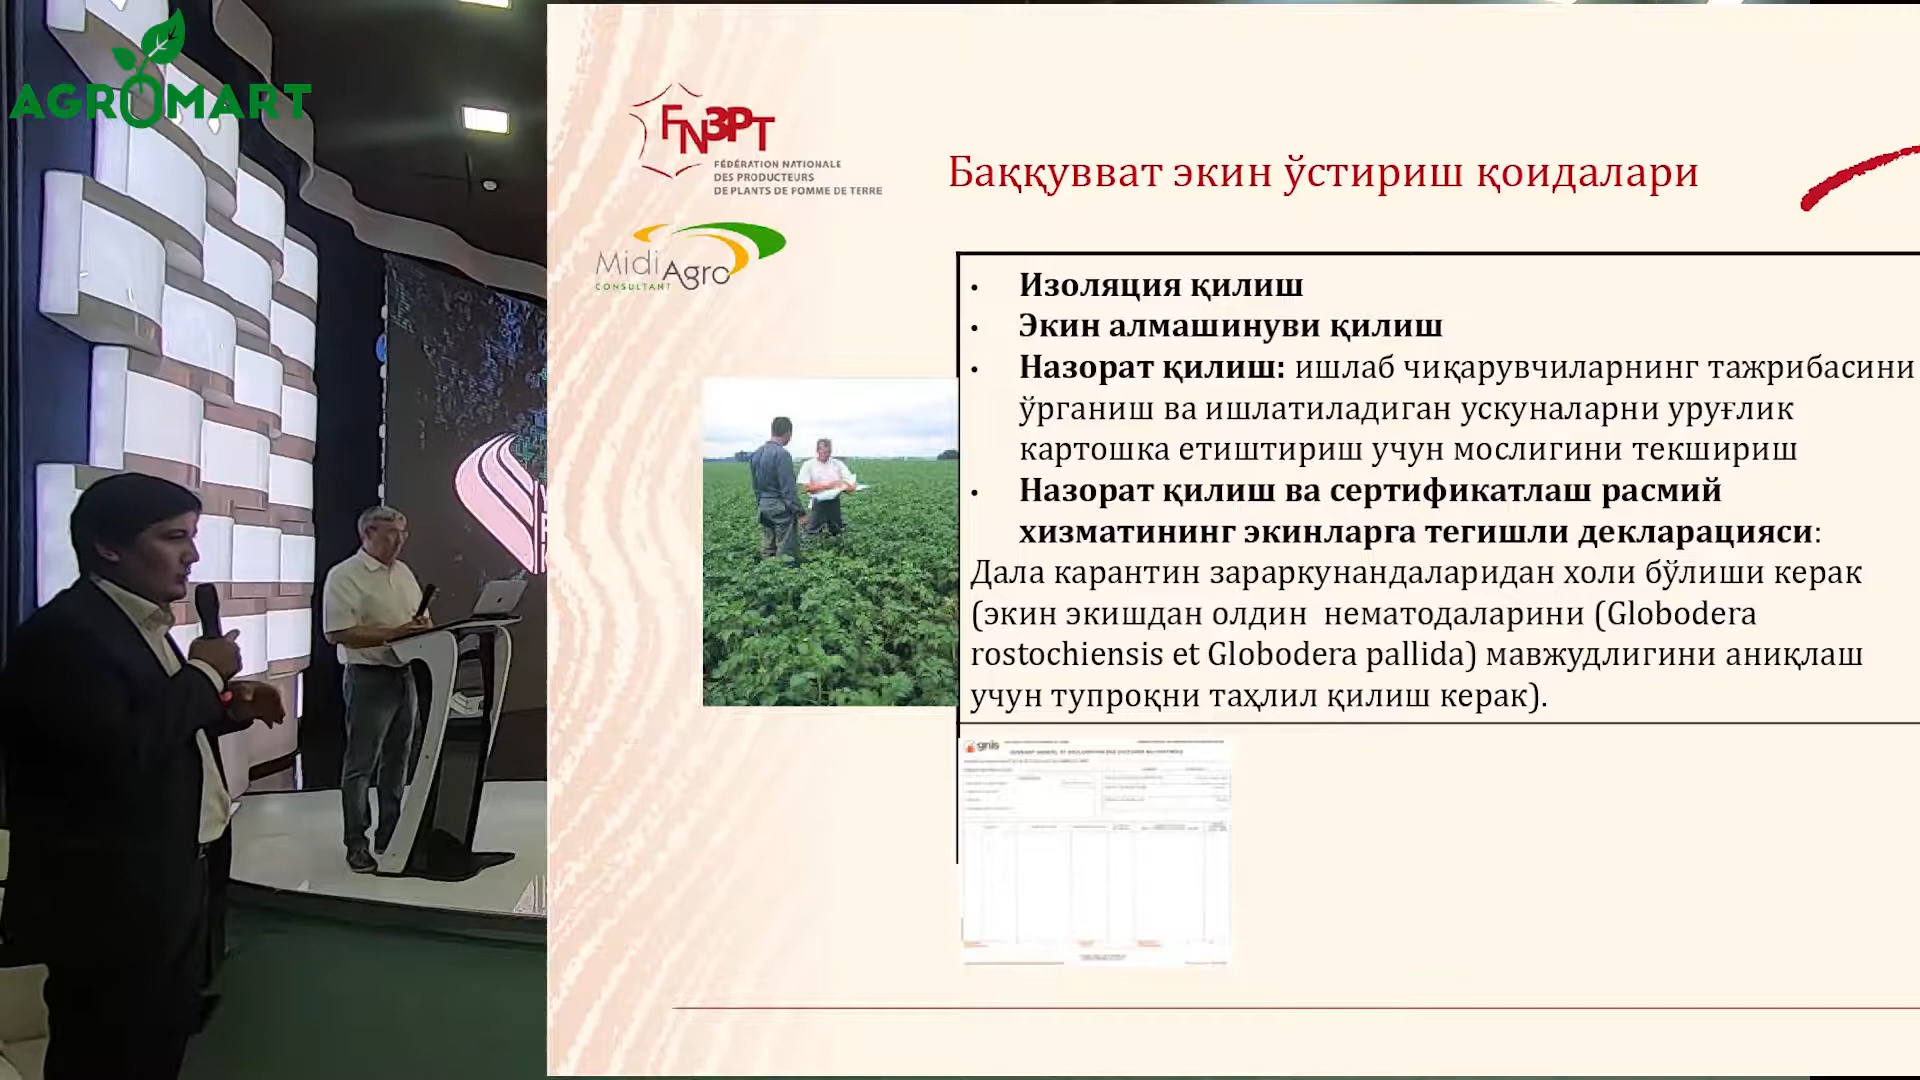 AGROMART
FN3PT
FÉDÉRATION NATIONALE
DES PRODUCTEURS
DE PLANTS DE POMME DE TERRE
Баққувват экин ўстириш қоидалари
Midi Agro
CONSULTANT
• Изоляция қилиш
• Экин алмашинуви қилиш
• Назорат қилиш: ишлаб чиқарувчиларнинг тажрибасини
ўрганиш ва ишлатиладиган ускуналарни уруғлик
картошка етиштириш учун мослигини текшириш
• Назорат қилиш ва сертификатлаш расмий
хизматининг экинларга тегишли декларацияси:
Дала карантин зараркунандаларидан холи бўлиши керак
(экин экишдан олдин нематодаларини (Globodera
rostochiensis et Globodera pallida) мавжудлигини аниқлаш
учун тупроқни таҳлил қилиш керак).
gnis